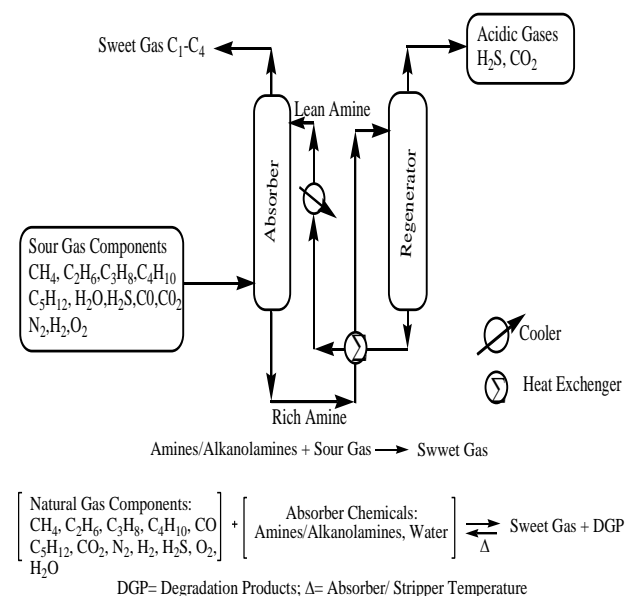 Sweet Gas C₁-C₄
Acidic Gases
H₂S, CO₂
Lean Amine
Absorber
Regenerator
Sour Gas Components
CH₄, C₂H₆,C₃H₈,C₄H₁₀
C₅H₁₂, H₂O,H₂S,C0,C0₂
N₂,H₂,O₂
Cooler
Heat Exchenger
Rich Amine
Amines/Alkanolamines + Sour Gas → Swwet Gas
Natural Gas Components:
CH₄, C₂H₆, C₃H₈, C₄H₁₀, CO
C₅H₁₂, CO₂, N₂, H₂, H₂S, O₂,
H₂O
+
Absorber Chemicals:
Amines/Alkanolamines, Water
Δ
Sweet Gas + DGP
DGP= Degradation Products; Δ= Absorber/ Stripper Temperature